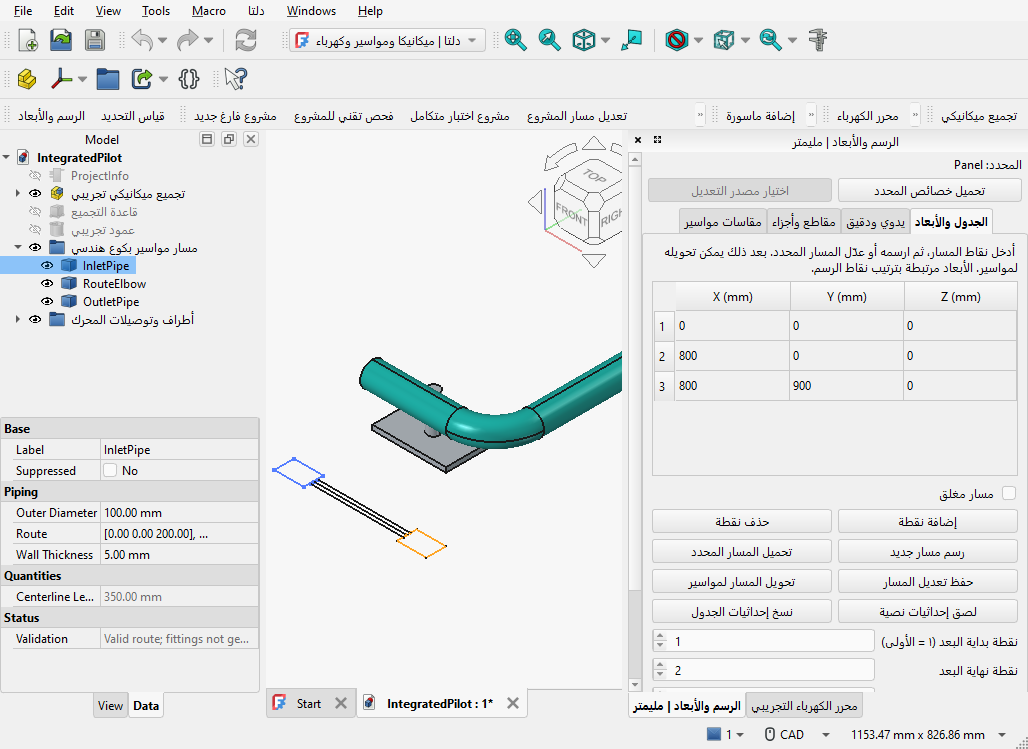 File Edit View Tools Macro دلتا Windows Help
دلتا | ميكانيكا ومواسير وكهرباء
الرسم والأبعاد قياس التحديد مشروع فارغ جديد فحص تقني للمشروع مشروع اختبار متكامل تعديل مسار المشروع » إضافة ماسورة » محرر الكهرباء » تجميع ميكانيكي
Model
IntegratedPilot
ProjectInfo
تجميع ميكانيكي تجريبي
قاعدة التجميع
عمود تجريبي
مسار مواسير بكوع هندسي
InletPipe
RouteElbow
OutletPipe
أطراف وتوصيلات المحرك
Base
Label InletPipe
Suppressed No
Piping
Outer Diameter 100.00 mm
Route [0.00 0.00 200.00], ...
Wall Thickness 5.00 mm
Quantities
Centerline Le... 350.00 mm
Status
Validation Valid route; fittings not ge...
View Data
TOP
FRONT
RIGH
Start
IntegratedPilot : 1*
الرسم والأبعاد | مليمتر
المحدد: Panel
تحميل خصائص المحدد
اختيار مصدر التعديل
الجدول والأبعاد
يدوي ودقيق
مقاطع وأجزاء
مقاسات مواسير
أدخل نقاط المسار، ثم ارسمه أو عدّل المسار المحدد. بعد ذلك يمكن تحويله
لمواسير. الأبعاد مرتبطة بترتيب نقاط الرسم.
X (mm) Y (mm) Z (mm)
1 0 0 0
2 800 0 0
3 800 900 0
مسار مغلق
إضافة نقطة
حذف نقطة
رسم مسار جديد
تحميل المسار المحدد
حفظ تعديل المسار
تحويل المسار لمواسير
لصق إحداثيات نصية
نسخ إحداثيات الجدول
نقطة بداية البعد (١ = الأولى) 1
نقطة نهاية البعد 2
الرسم والأبعاد | مليمتر
محرر الكهرباء التجريبي
1 CAD 1153.47 mm x 826.86 mm